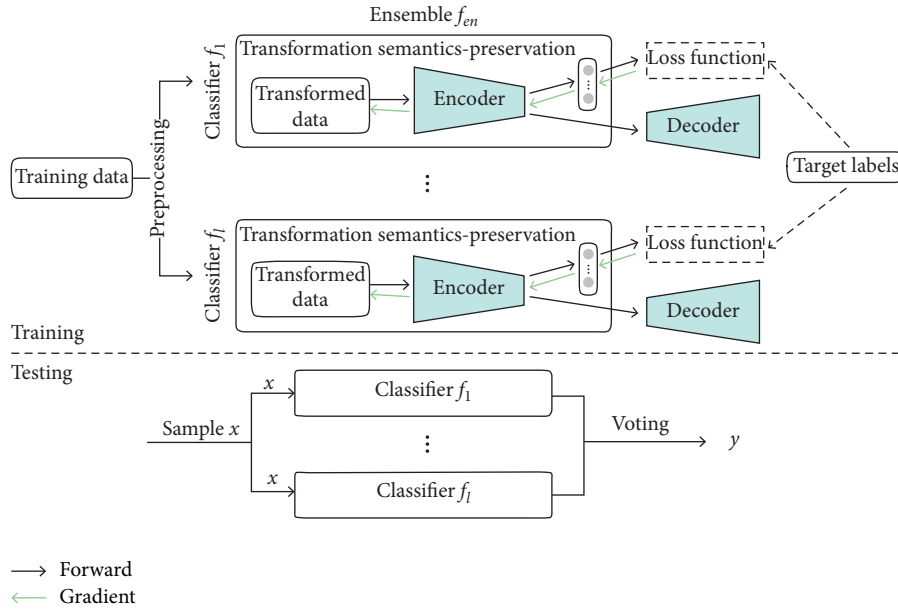 Ensemble f_en
Classifier f_1
Transformation semantics-preservation
Transformed
data
Encoder
Loss function
Decoder
Training data
Preprocessing
Target labels
Classifier f_l
Transformation semantics-preservation
Transformed
data
Encoder
Loss function
Decoder
Training
Testing
x
Classifier f_1
Sample x
Voting
y
x
Classifier f_l
Forward
Gradient